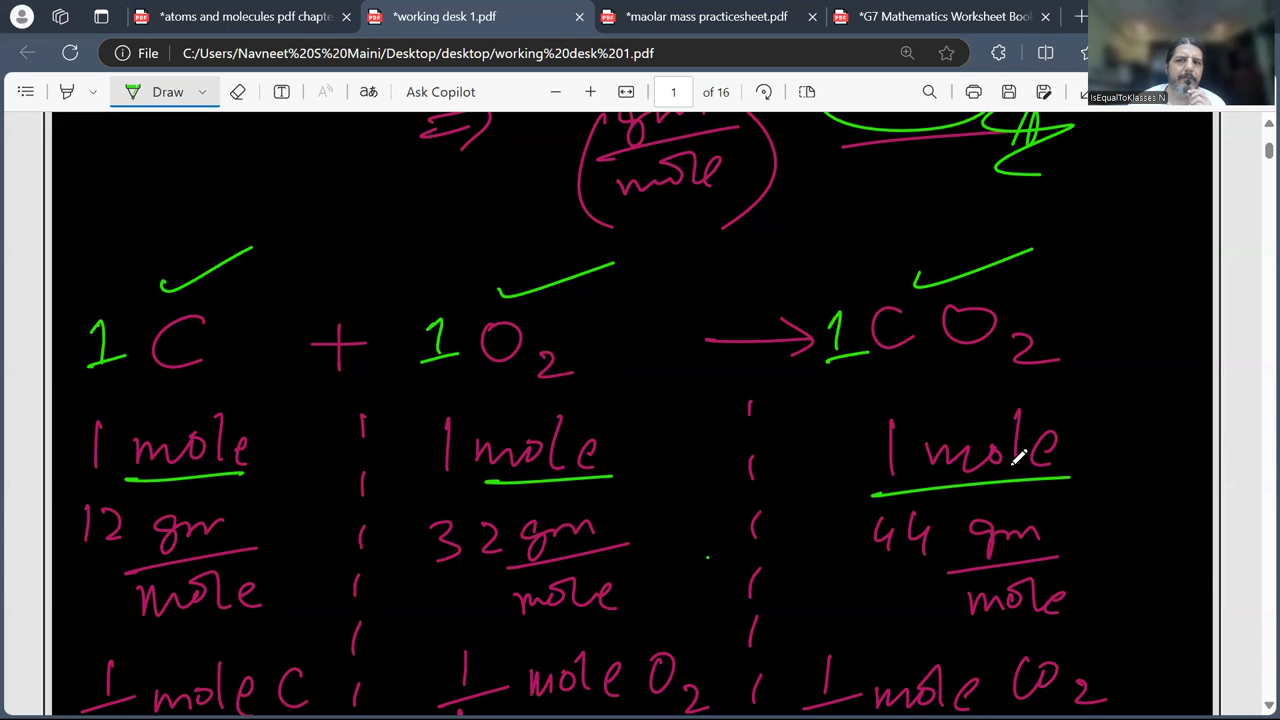 *atoms and molecules pdf chapte
*working desk 1.pdf
*maolar mass practicesheet.pdf
*G7 Mathematics Worksheet Boo
File C:/Users/Navneet%20S%20Maini/Desktop/desktop/working%20desk%201.pdf
Draw
Ask Copilot
1 of 16
IsEqualToKlasses N
gm
mole
1 C + 1 O2 → 1 C O2
1 mole 1 mole 1 mole
12 gm/mole 32 gm/mole 44 gm/mole
1 mole C 1 mole O2 1 mole CO2